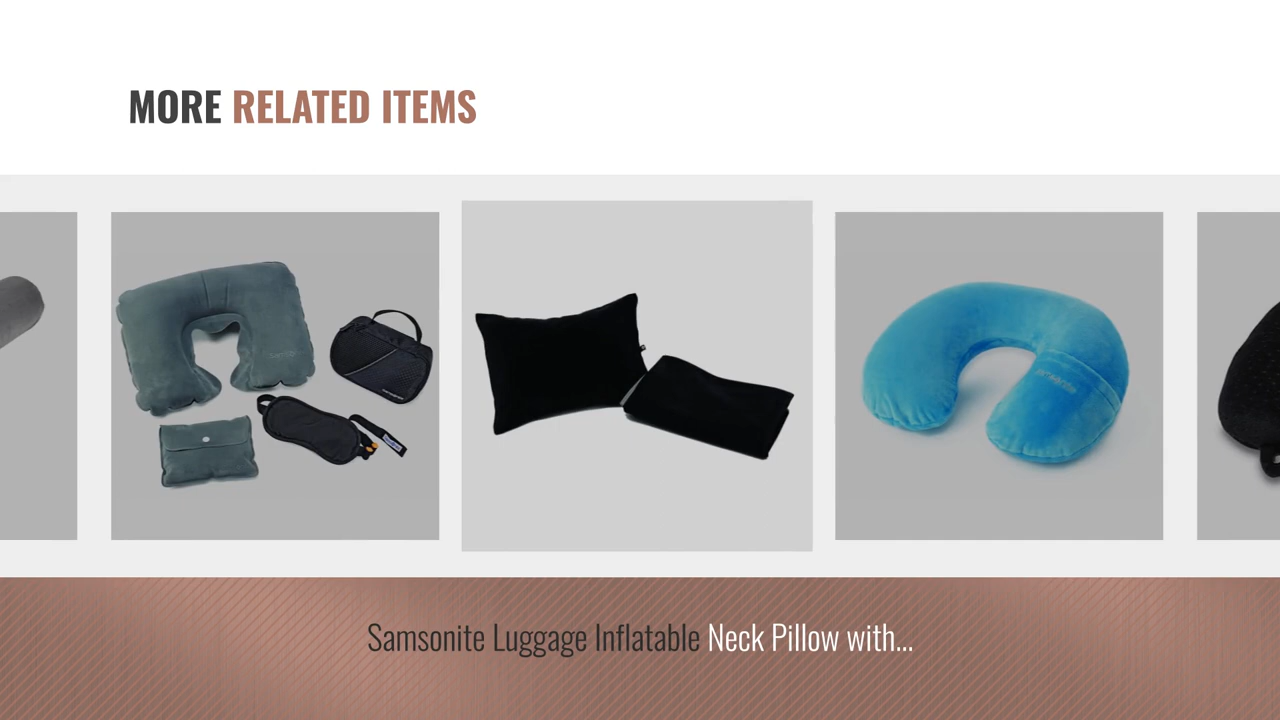 MORE RELATED ITEMS
Samsonite Luggage Inflatable Neck Pillow with...